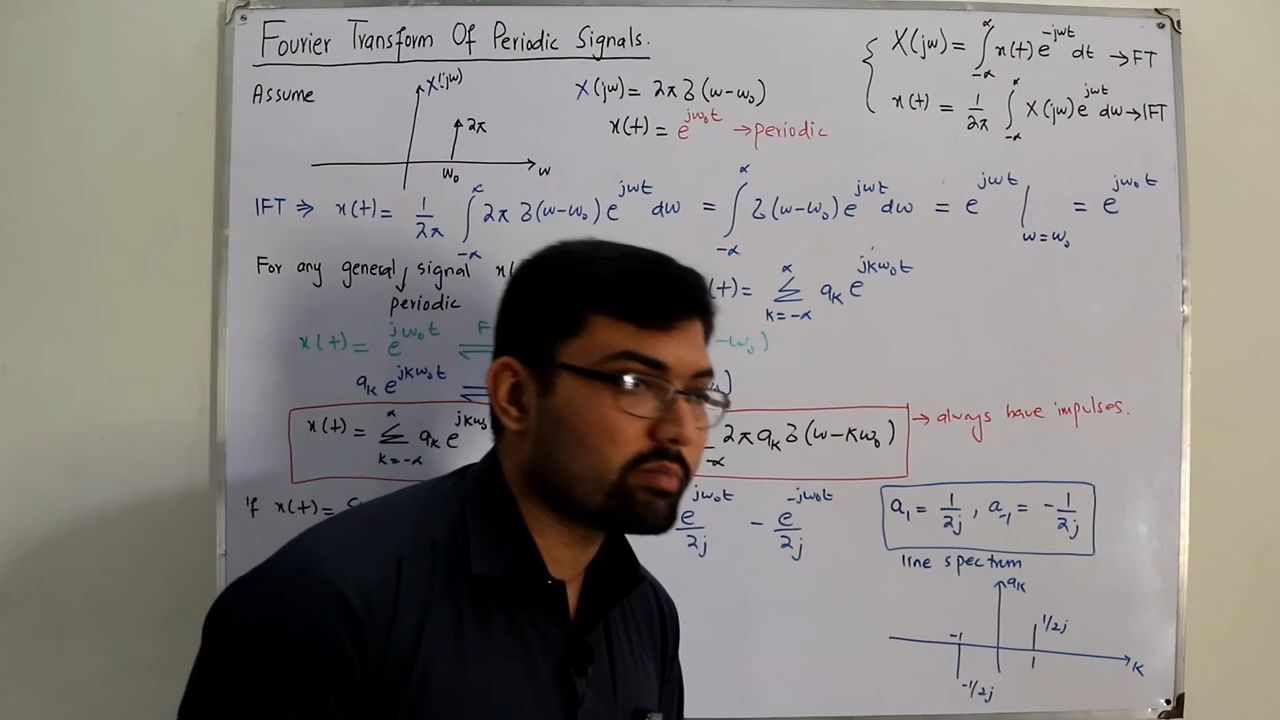 Fourier Transform Of Periodic Signals.
X(jω) = ∫_{-∝}^{∝} x(t) e^{-jωt} dt → FT
x(t) = 1/2π ∫_{-∝}^{∝} X(jω) e^{jωt} dω → IFT
Assume
X(jω)
2π
ω₀
ω
X(jω) = 2π δ(ω-ω₀)
x(t) = e^{jω₀t} → periodic
IFT ⇒ x(t) = 1/2π ∫_{-∝}^{∝} 2π δ(ω-ω₀) e^{jωt} dω = ∫_{-∝}^{∝} δ(ω-ω₀) e^{jωt} dω = e^{jωt} |_{ω=ω₀} = e^{jω₀t}
For any general signal
periodic
(t) = Σ_{k=-∝}^{∝} a_k e^{jkω₀t}
x(t) = e^{jω₀t} ⇌ F -ω₀)
a_k e^{jkω₀t} ⇌
x(t) = Σ_{k=-∝}^{∝} a_k e^{jkω₀ 2π a_k δ(ω-kω₀)
→ always have impulses.
If x(t) = e^{jω₀t}/2j - e^{-jω₀t}/2j
a₁ = 1/2j , a₋₁ = -1/2j
line spectrum
a_k
1/2j
-1
1
k
-1/2j